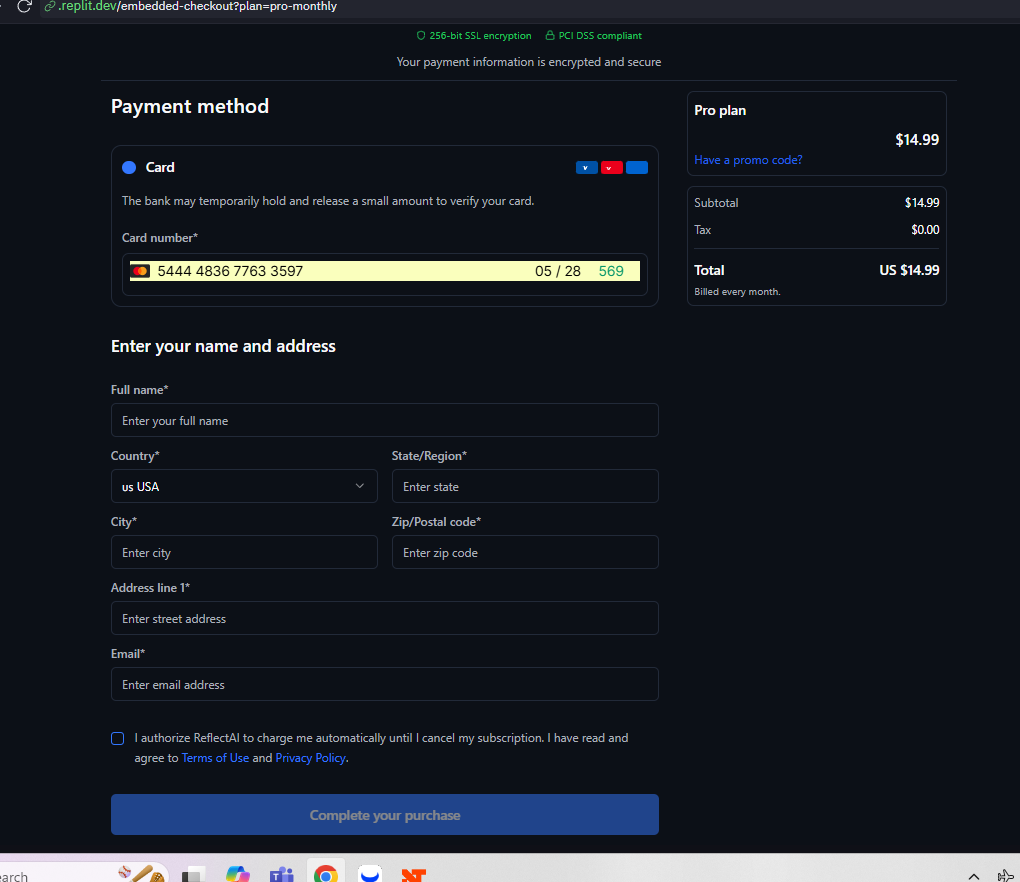 .replit.dev/embedded-checkout?plan=pro-monthly
256-bit SSL encryption PCI DSS compliant
Your payment information is encrypted and secure
Payment method
Card
The bank may temporarily hold and release a small amount to verify your card.
Card number*
5444 4836 7763 3597 05 / 28 569
Pro plan
$14.99
Have a promo code?
Subtotal $14.99
Tax $0.00
Total US $14.99
Billed every month.
Enter your name and address
Full name*
Enter your full name
Country* State/Region*
us USA Enter state
City* Zip/Postal code*
Enter city Enter zip code
Address line 1*
Enter street address
Email*
Enter email address
I authorize ReflectAI to charge me automatically until I cancel my subscription. I have read and
agree to Terms of Use and Privacy Policy.
Complete your purchase